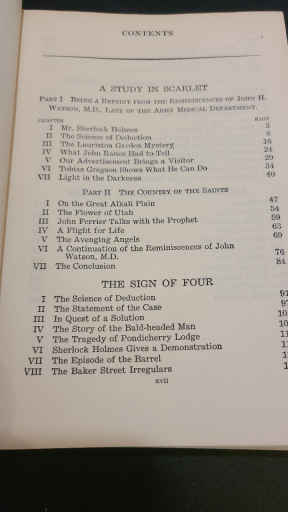 CONTENTS
A STUDY IN SCARLET
PART I BEING A REPRINT FROM THE REMINISCENCES OF JOHN H.
WATSON, M.D., LATE OF THE ARMY MEDICAL DEPARTMENT.
CHAPTER PAGE
I Mr. Sherlock Holmes 3
II The Science of Deduction 8
III The Lauriston Garden Mystery 16
IV What John Rance Had to Tell 24
V Our Advertisement Brings a Visitor 29
VI Tobias Gregson Shows What He Can Do 34
VII Light in the Darkness 40
PART II THE COUNTRY OF THE SAINTS
I On the Great Alkali Plain 47
II The Flower of Utah 54
III John Ferrier Talks with the Prophet 59
IV A Flight for Life 63
V The Avenging Angels 69
VI A Continuation of the Reminiscences of John
Watson, M.D. 76
VII The Conclusion 84
THE SIGN OF FOUR
I The Science of Deduction
II The Statement of the Case
III In Quest of a Solution
IV The Story of the Bald-headed Man
V The Tragedy of Pondicherry Lodge
VI Sherlock Holmes Gives a Demonstration
VII The Episode of the Barrel
VIII The Baker Street Irregulars
xvii